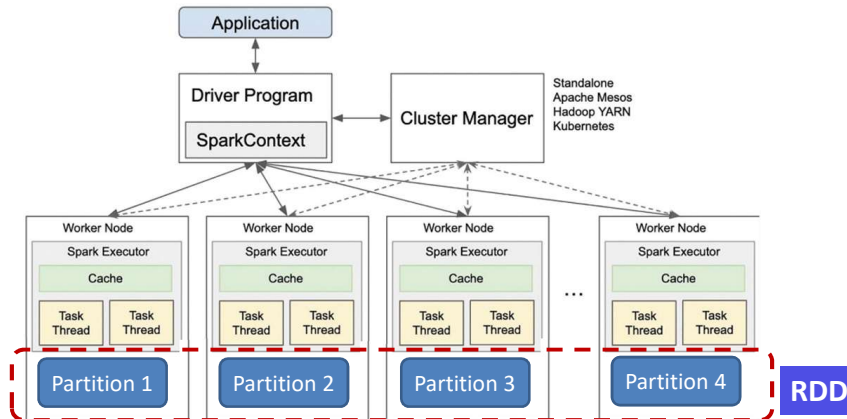 Application
Driver Program
SparkContext
Cluster Manager
Standalone
Apache Mesos
Hadoop YARN
Kubernetes
Worker Node
Spark Executor
Cache
Task
Thread
Task
Thread
Partition 1
Worker Node
Spark Executor
Cache
Task
Thread
Task
Thread
Partition 2
Worker Node
Spark Executor
Cache
Task
Thread
Task
Thread
Partition 3
...
Worker Node
Spark Executor
Cache
Task
Thread
Task
Thread
Partition 4
RDD